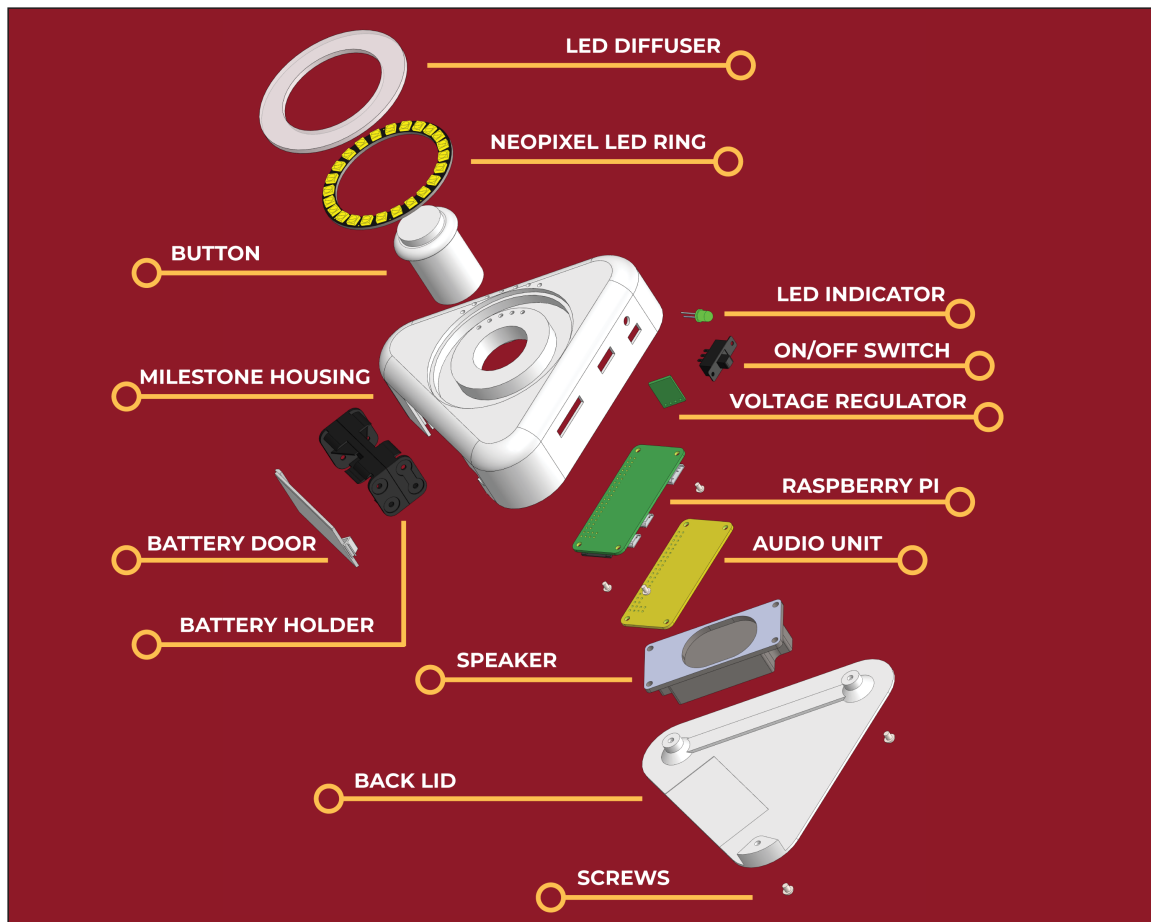 LED DIFFUSER
NEOPIXEL LED RING
BUTTON
LED INDICATOR
ON/OFF SWITCH
MILESTONE HOUSING
VOLTAGE REGULATOR
RASPBERRY PI
BATTERY DOOR
AUDIO UNIT
BATTERY HOLDER
SPEAKER
BACK LID
SCREWS